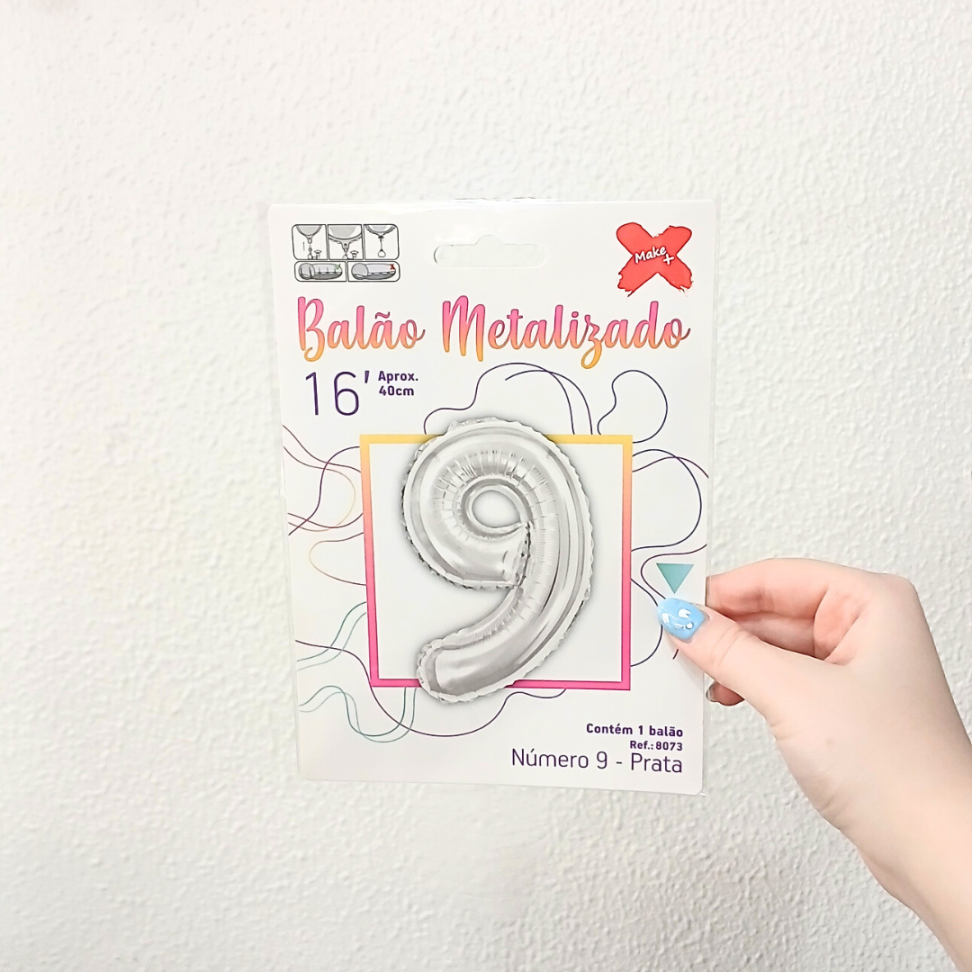 Make+
Balão Metalizado
16'
Aprox.
40cm
Contém 1 balão
Ref.: 8073
Número 9 - Prata